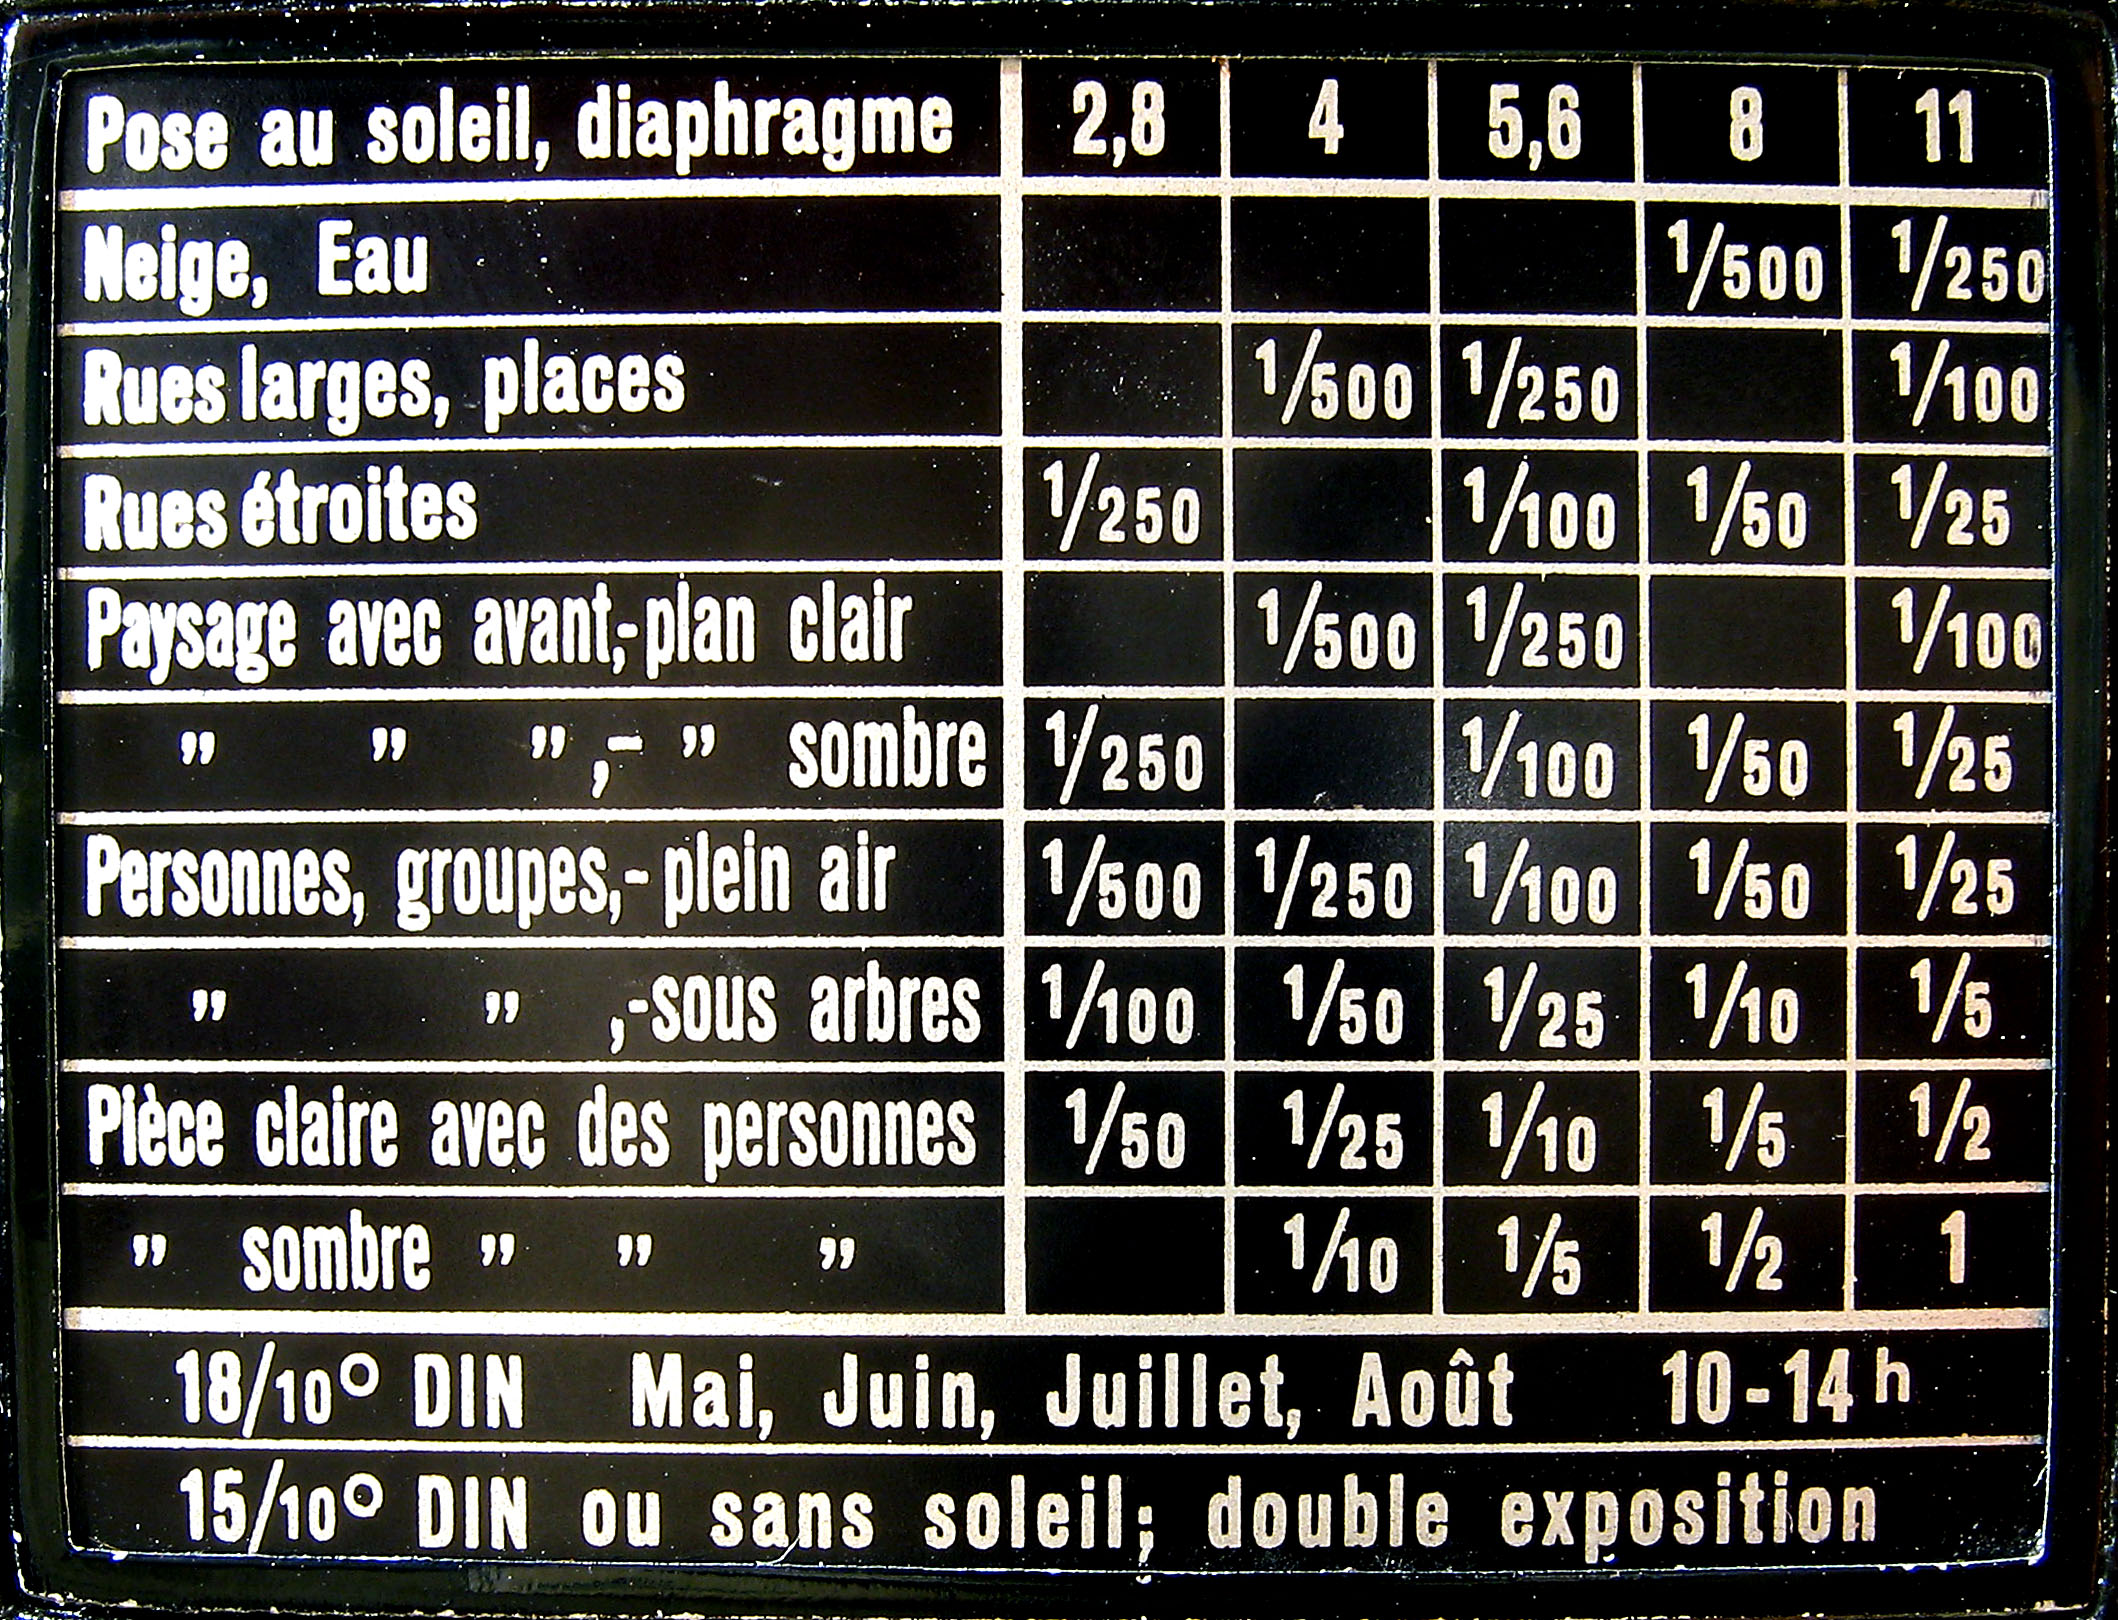 Pose au soleil, diaphragme 2,8 4 5,6 8 11
Neige, Eau 1/500 1/250
Rues larges, places 1/500 1/250 1/100
Rues étroites 1/250 1/100 1/50 1/25
Paysage avec avant,-plan clair 1/500 1/250 1/100
" " ",- " sombre 1/250 1/100 1/50 1/25
Personnes, groupes,- plein air 1/500 1/250 1/100 1/50 1/25
" " ,-sous arbres 1/100 1/50 1/25 1/10 1/5
Pièce claire avec des personnes 1/50 1/25 1/10 1/5 1/2
" sombre " " " 1/10 1/5 1/2 1
18/10° DIN Mai, Juin, Juillet, Août 10-14 h
15/10° DIN ou sans soleil; double exposition